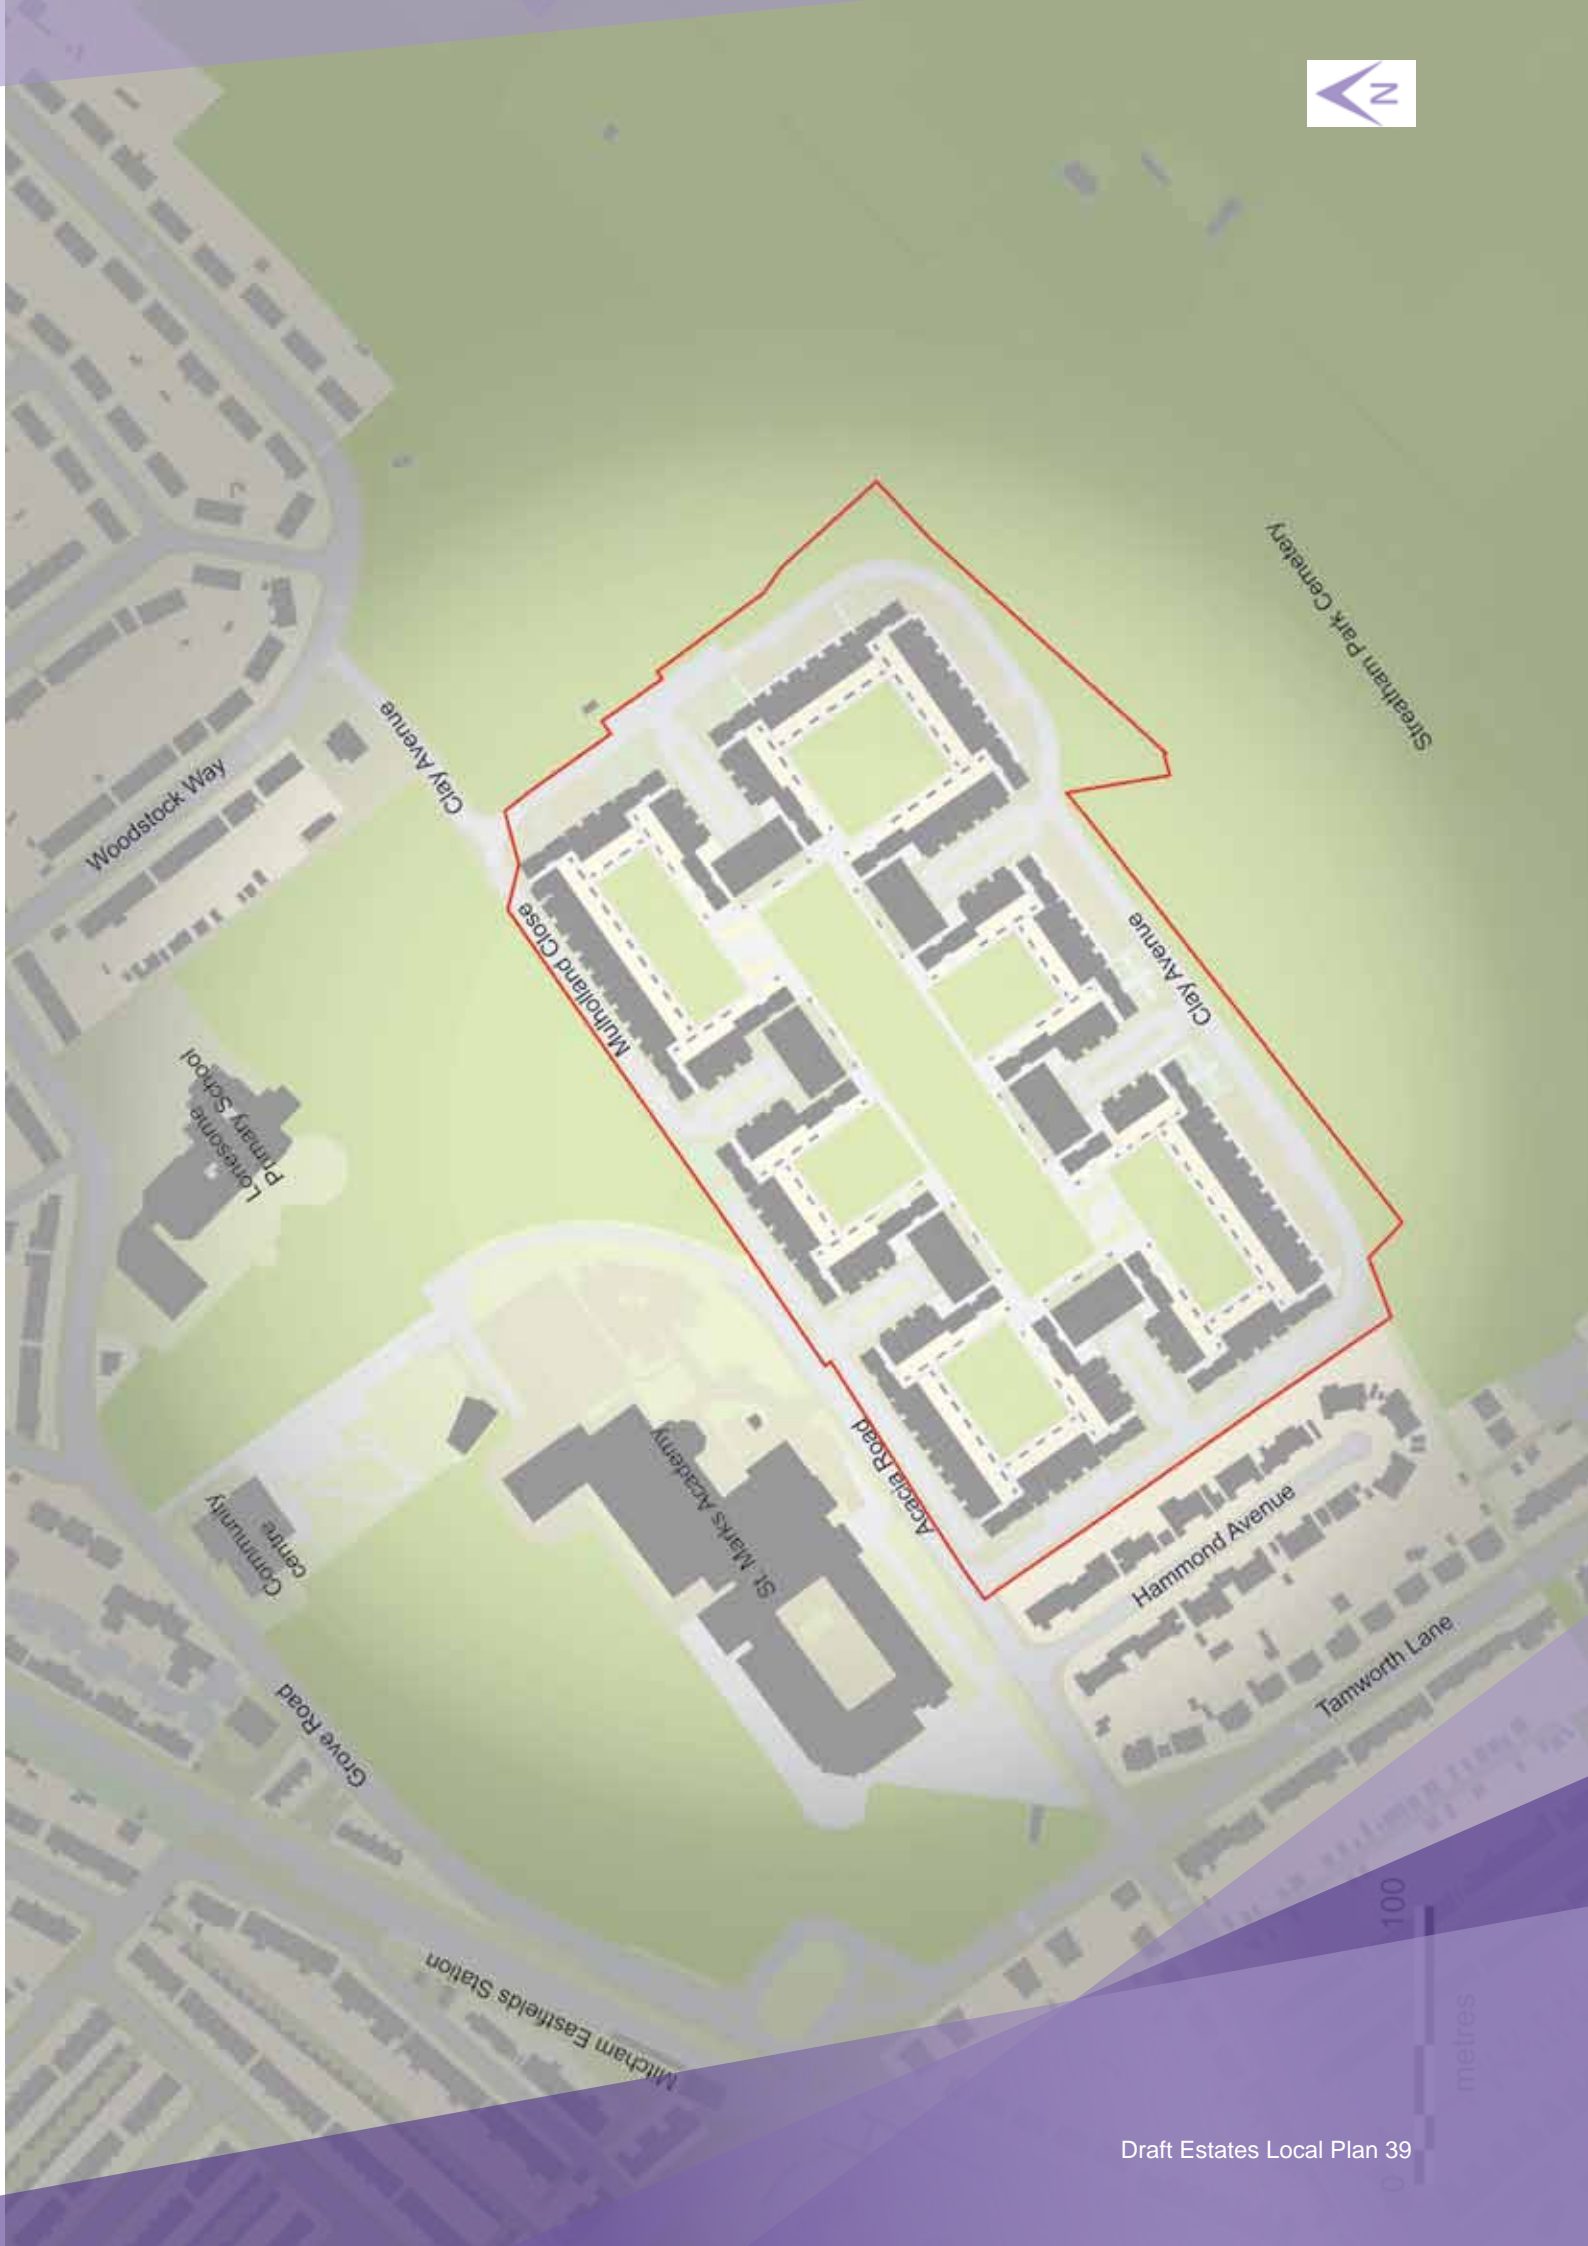 N
Streatham Park Cemetery
Clay Avenue
Woodstock Way
Mulholland Close
Clay Avenue
Lonesome
Primary School
St. Marks Academy
Acacia Road
Community
centre
Hammond Avenue
Tamworth Lane
Grove Road
Mitcham Eastfields Station
0
100
metres
Draft Estates Local Plan 39